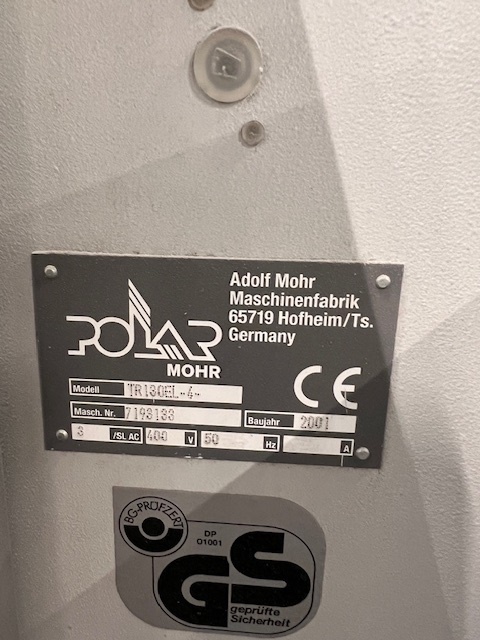 Adolf Mohr
Maschinenfabrik
65719 Hofheim/Ts.
Germany
POLAR
MOHR
CE
Modell TR130EL-4-
Masch. Nr. 7193133 Baujahr 2001
3 /SL AC 400 V 50 Hz A
BG-PRÜFZERT
DP
01001
GS
geprüfte
Sicherheit